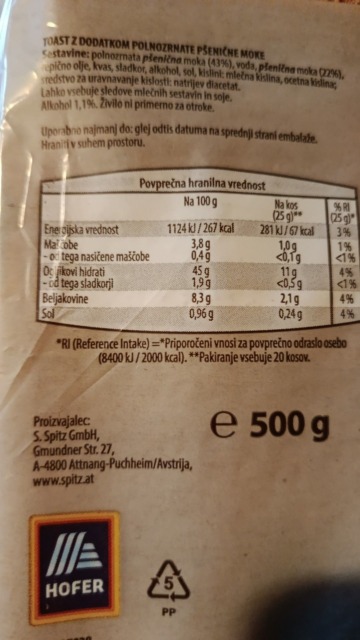 TOAST Z DODATKOM POLNOZRNATE PŠENIČNE MOKE
Sestavine: polnozrnata pšenična moka (43%), voda, pšenična moka (22%),
repično olje, kvas, sladkor, alkohol, sol, kislini: mlečna kislina, ocetna kislina;
sredstvo za uravnavanje kislosti: natrijev diacetat.
Lahko vsebuje sledove mlečnih sestavin in soje.
Alkohol 1,1%. Živilo ni primerno za otroke.
Uporabno najmanj do: glej odtis datuma na sprednji strani embalaže.
Hraniti v suhem prostoru.
Povprečna hranilna vrednost
Na 100 g Na kos (25 g)** % RI (25 g)*
Energijska vrednost 1124 kJ / 267 kcal 281 kJ / 67 kcal 3%
Maščobe 3,8 g 1,0 g 1%
- od tega nasičene maščobe 0,4 g <0,1 g <1%
Ogljikovi hidrati 45 g 11 g 4%
- od tega sladkorji 1,9 g <0,5 g <1%
Beljakovine 8,3 g 2,1 g 4%
Sol 0,96 g 0,24 g 4%
*RI (Reference Intake) =*Priporočeni vnosi za povprečno odraslo osebo
(8400 kJ / 2000 kcal). **Pakiranje vsebuje 20 kosov.
Proizvajalec:
S. Spitz GmbH,
Gmundner Str. 27,
A-4800 Attnang-Puchheim/Avstrija,
www.spitz.at
e 500 g
HOFER
5
PP